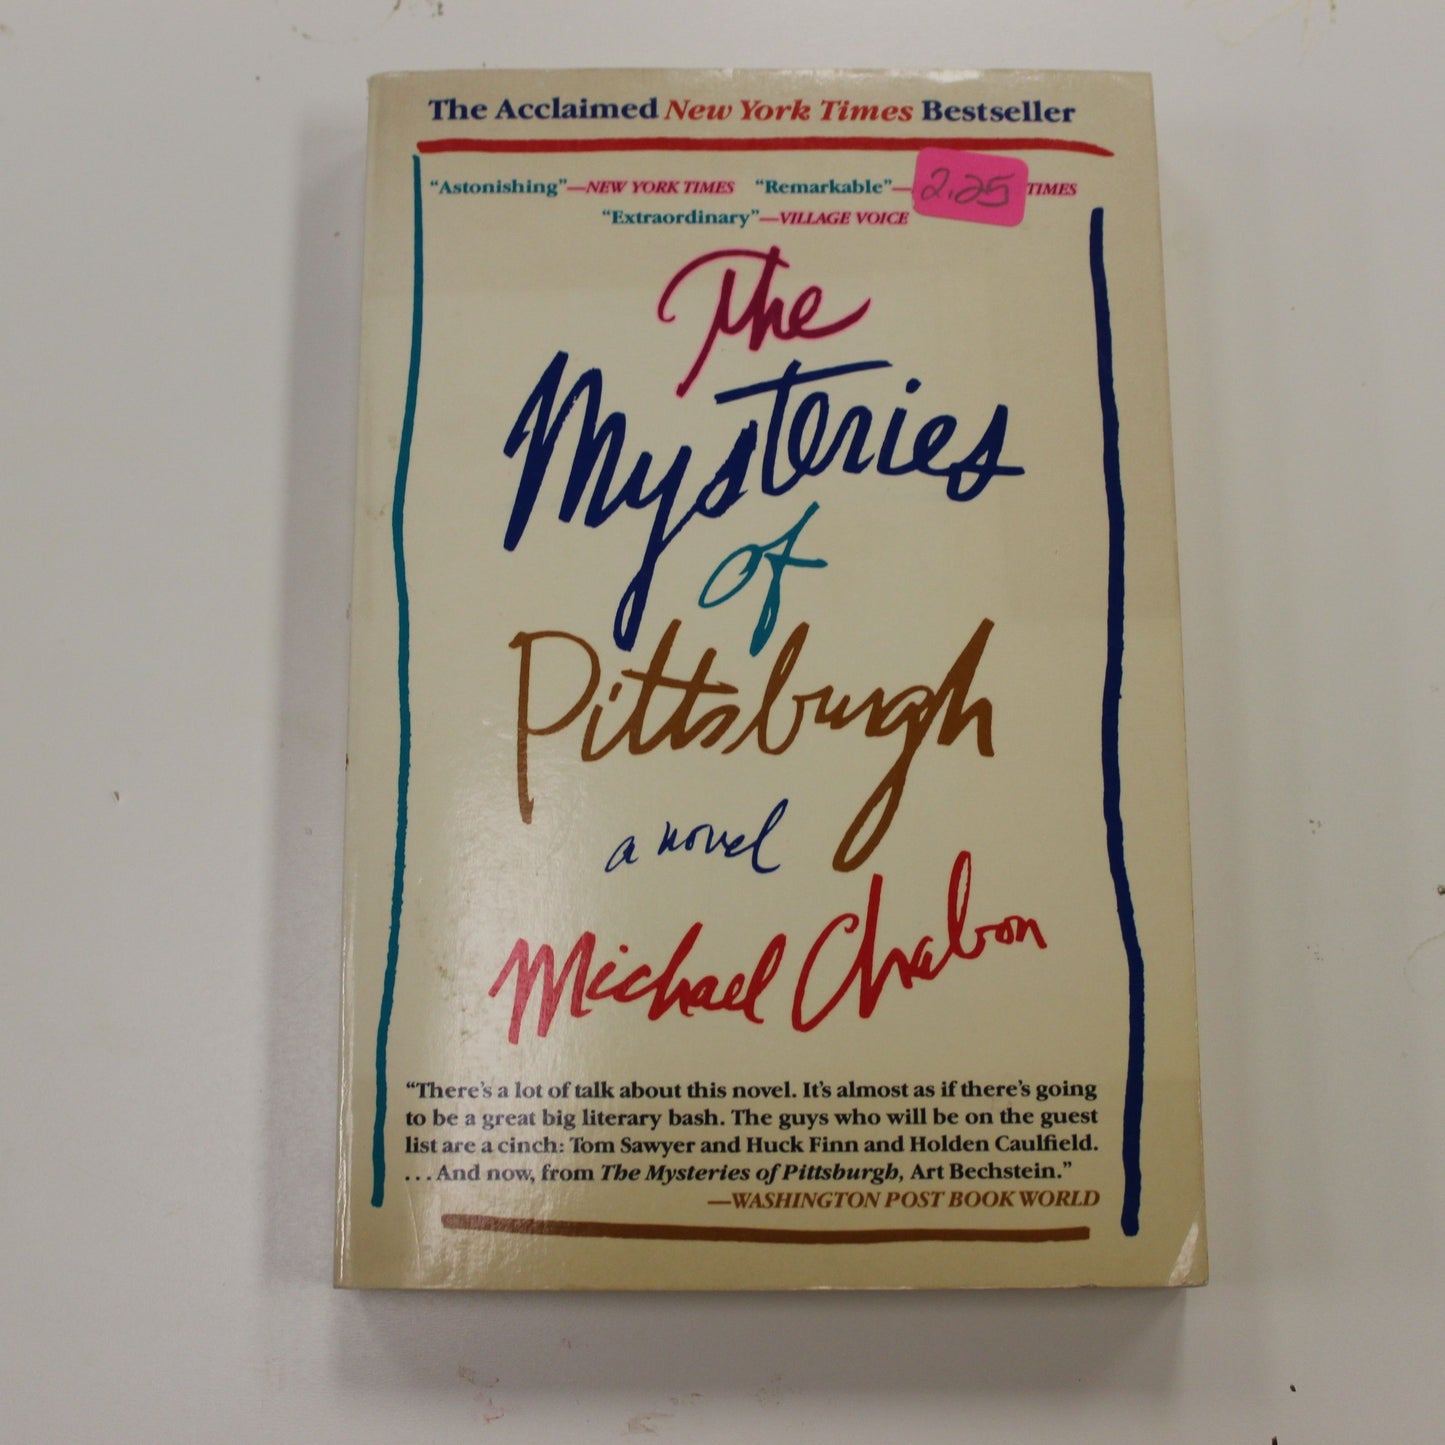 The Acclaimed New York Times Bestseller
"Astonishing"—NEW YORK TIMES "Remarkable"— 2.25 TIMES
"Extraordinary"—VILLAGE VOICE
The
Mysteries
of
Pittsburgh
a novel
Michael Chabon
"There's a lot of talk about this novel. It's almost as if there's going
to be a great big literary bash. The guys who will be on the guest
list are a cinch: Tom Sawyer and Huck Finn and Holden Caulfield.
. . . And now, from The Mysteries of Pittsburgh, Art Bechstein."
—WASHINGTON POST BOOK WORLD